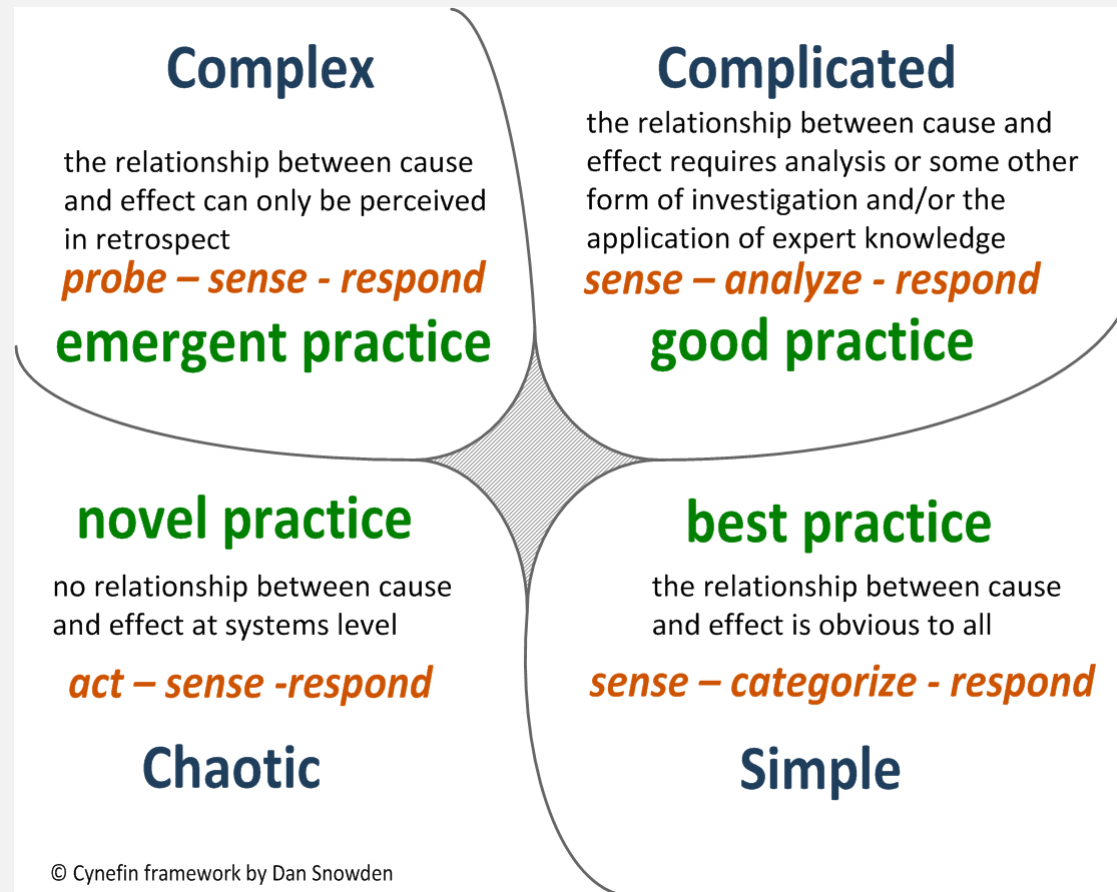 Complex
the relationship between cause
and effect can only be perceived
in retrospect
probe – sense - respond
emergent practice
Complicated
the relationship between cause and
effect requires analysis or some other
form of investigation and/or the
application of expert knowledge
sense – analyze - respond
good practice
novel practice
no relationship between cause
and effect at systems level
act – sense -respond
Chaotic
best practice
the relationship between cause
and effect is obvious to all
sense – categorize - respond
Simple
© Cynefin framework by Dan Snowden